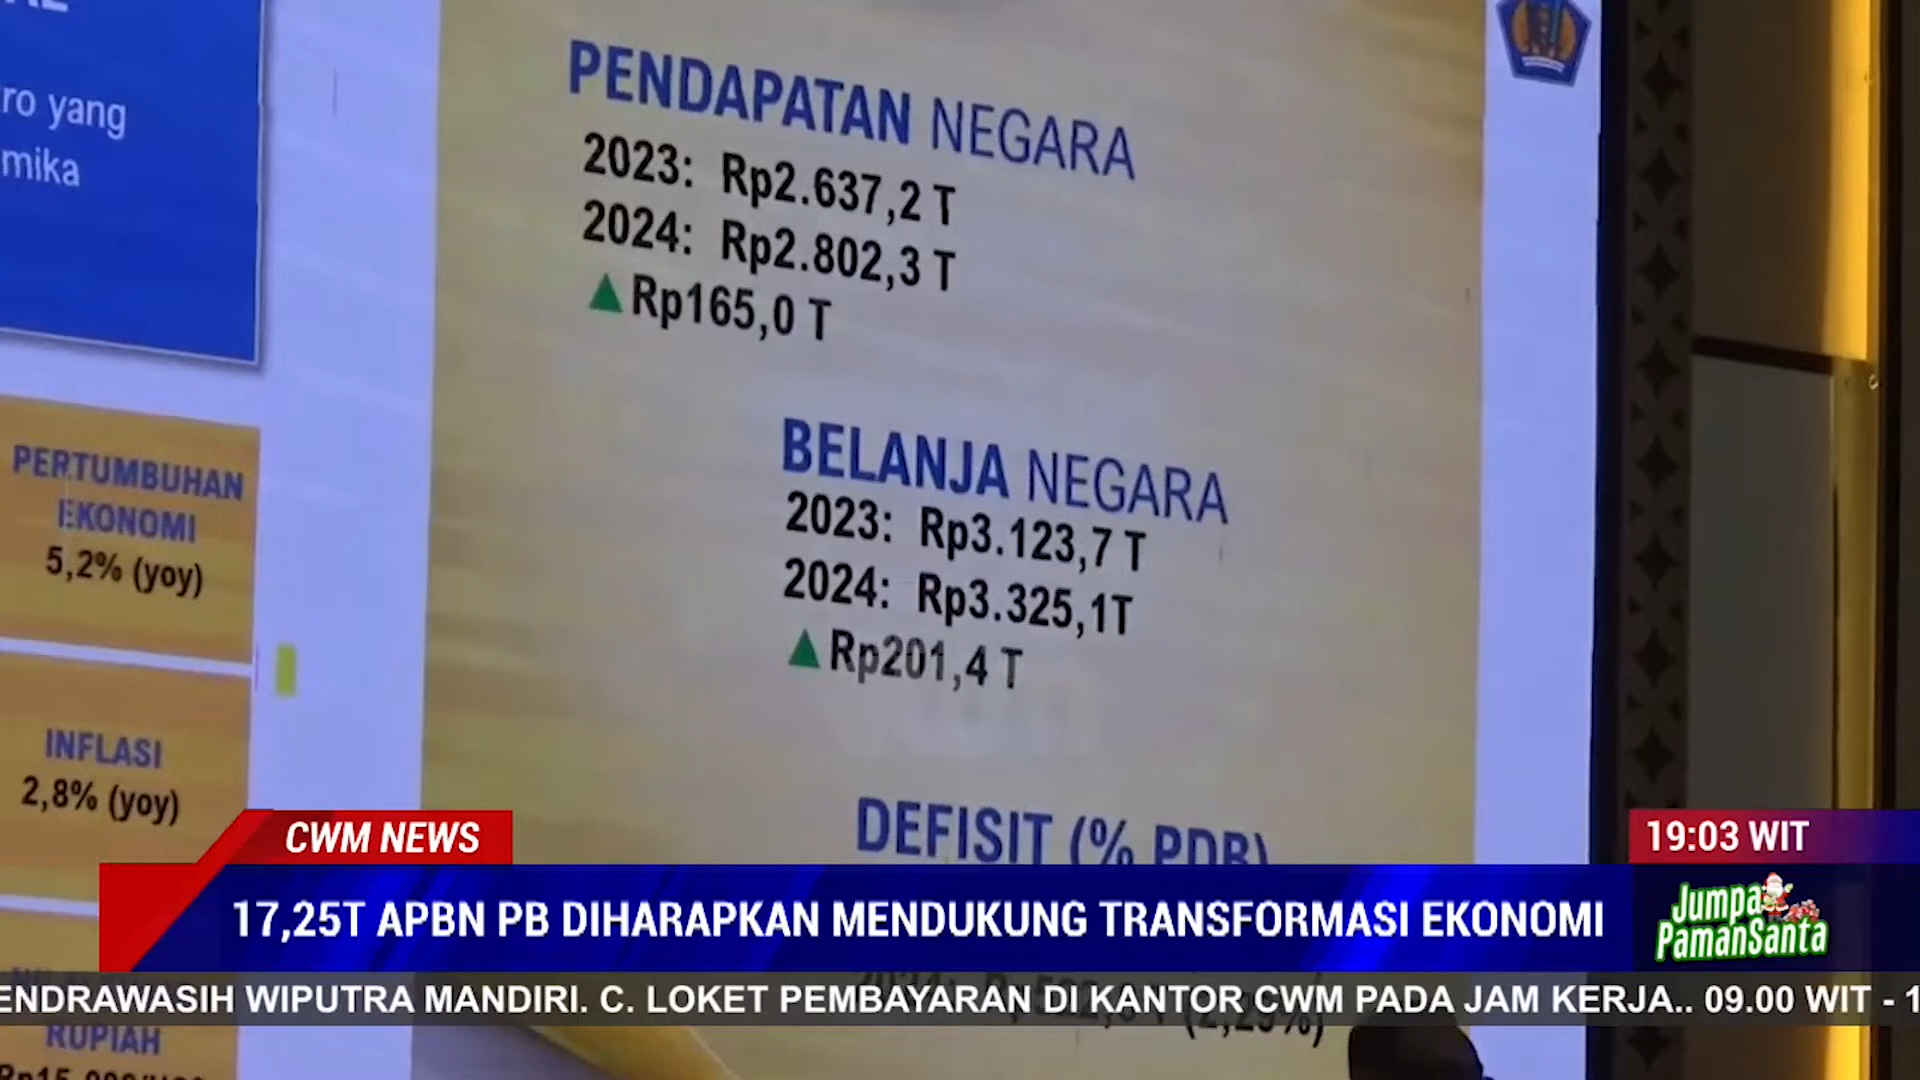 ro yang
mika
PERTUMBUHAN
EKONOMI
5,2% (yoy)
INFLASI
2,8% (yoy)
RUPIAH
PENDAPATAN NEGARA
2023: Rp2.637,2 T
2024: Rp2.802,3 T
▲Rp165,0 T
BELANJA NEGARA
2023: Rp3.123,7 T
2024: Rp3.325,1T
▲Rp201,4 T
DEFISIT (% PDB)
CWM NEWS
19:03 WIT
17,25T APBN PB DIHARAPKAN MENDUKUNG TRANSFORMASI EKONOMI
Jumpa
PamanSanta
ENDRAWASIH WIPUTRA MANDIRI. C. LOKET PEMBAYARAN DI KANTOR CWM PADA JAM KERJA.. 09.00 WIT - 1